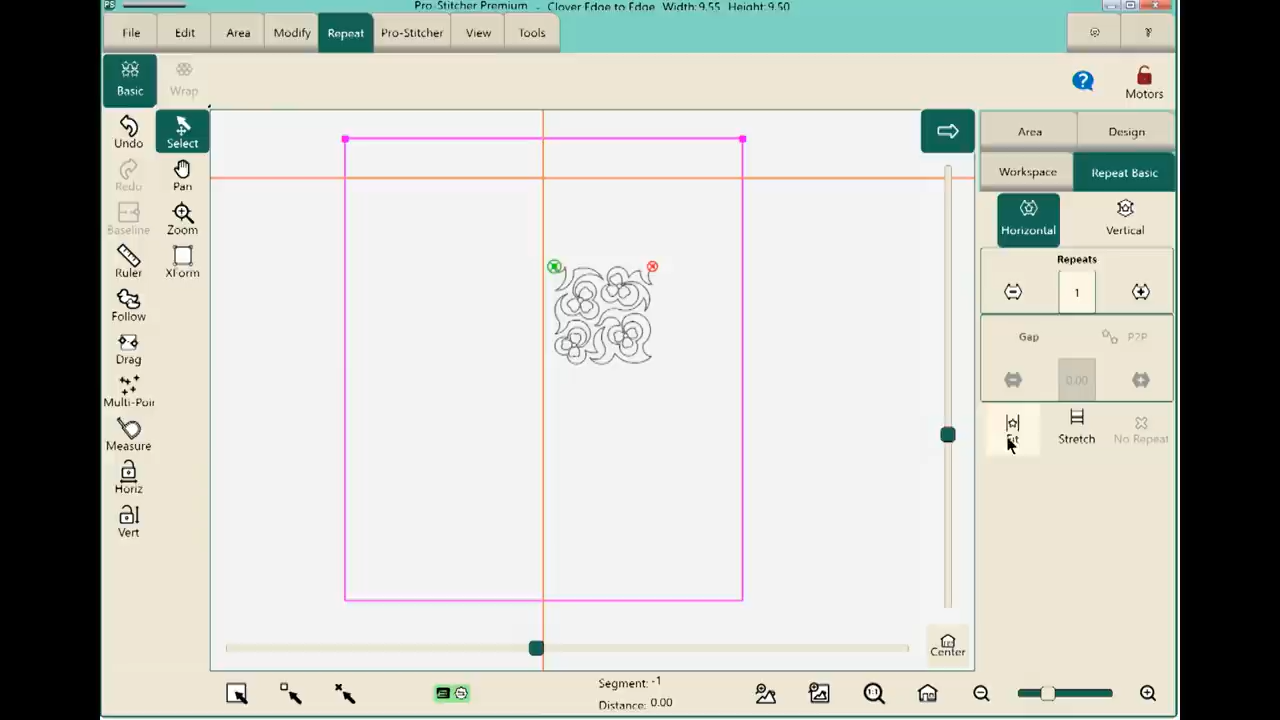 PS Pro-Stitcher Premium - Clover Edge to Edge Width:9.55 Height:9.50
File Edit Area Modify Repeat Pro-Stitcher View Tools ?
Basic Wrap ? Motors
Undo Select
Redo Pan
Baseline Zoom
Ruler XForm
Follow
Drag
Multi-Poir
Measure
Horiz
Vert
Area Design
Workspace Repeat Basic
Horizontal Vertical
Repeats
1
Gap P2P
0.00
Fit Stretch No Repeat
Center
Segment: -1
Distance: 0.00
1:1